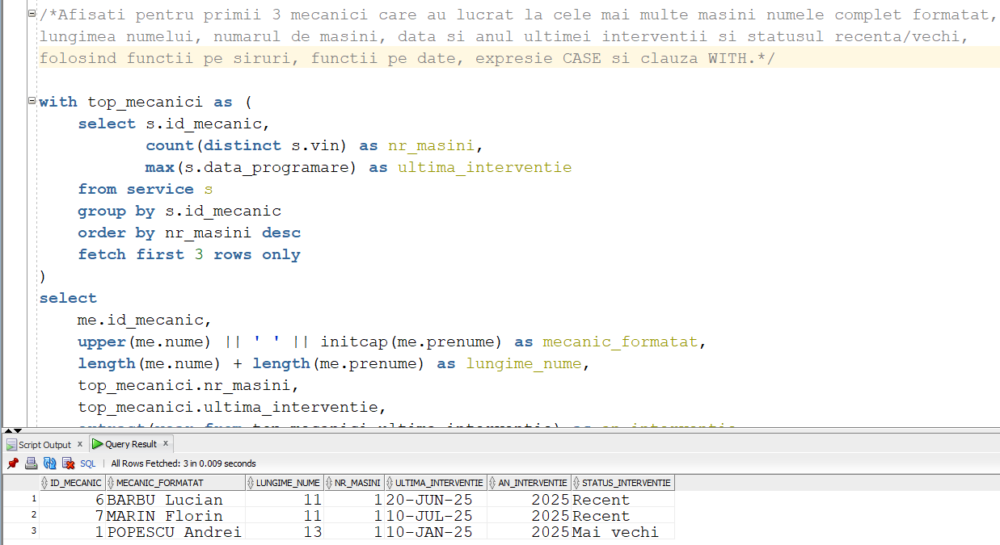 /*Afisati pentru primii 3 mecanici care au lucrat la cele mai multe masini numele complet formatat,
lungimea numelui, numarul de masini, data si anul ultimei interventii si statusul recenta/vechi,
folosind functii pe siruri, functii pe date, expresie CASE si clauza WITH.*/
with top_mecanici as (
select s.id_mecanic,
count(distinct s.vin) as nr_masini,
max(s.data_programare) as ultima_interventie
from service s
group by s.id_mecanic
order by nr_masini desc
fetch first 3 rows only
)
select
me.id_mecanic,
upper(me.nume) || ' ' || initcap(me.prenume) as mecanic_formatat,
length(me.nume) + length(me.prenume) as lungime_nume,
top_mecanici.nr_masini,
top_mecanici.ultima_interventie,
extract(year from top_mecanici.ultima_interventie) as an_interventie
Script Output x Query Result x
SQL | All Rows Fetched: 3 in 0.009 seconds
ID_MECANIC MECANIC_FORMATAT LUNGIME_NUME NR_MASINI ULTIMA_INTERVENTIE AN_INTERVENTIE STATUS_INTERVENTIE
1 6 BARBU Lucian 11 1 20-JUN-25 2025 Recent
2 7 MARIN Florin 11 1 10-JUL-25 2025 Recent
3 1 POPESCU Andrei 13 1 10-JAN-25 2025 Mai vechi